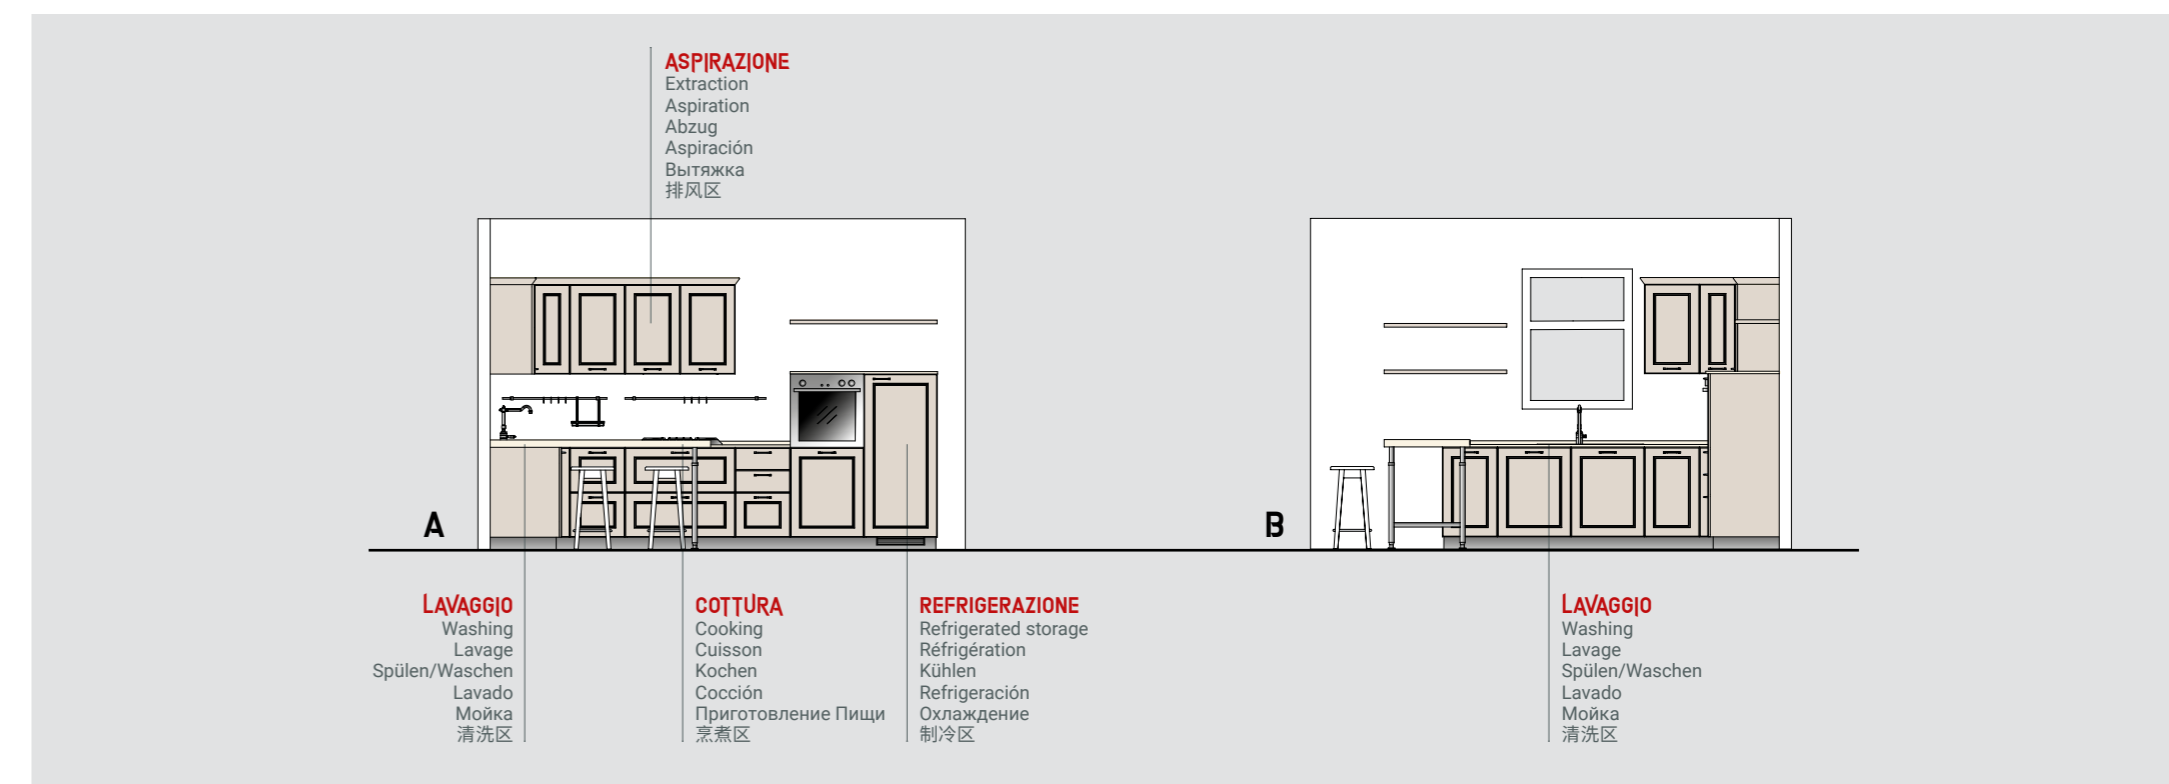 ASPIRAZIONE
Extraction
Aspiration
Abzug
Aspiración
Вытяжка
排风区
A
B
LAVAGGIO
Washing
Lavage
Spülen/Waschen
Lavado
Мойка
清洗区
COTTURA
Cooking
Cuisson
Kochen
Cocción
Приготовление Пищи
烹煮区
REFRIGERAZIONE
Refrigerated storage
Réfrigération
Kühlen
Refrigeración
Охлаждение
制冷区
LAVAGGIO
Washing
Lavage
Spülen/Waschen
Lavado
Мойка
清洗区